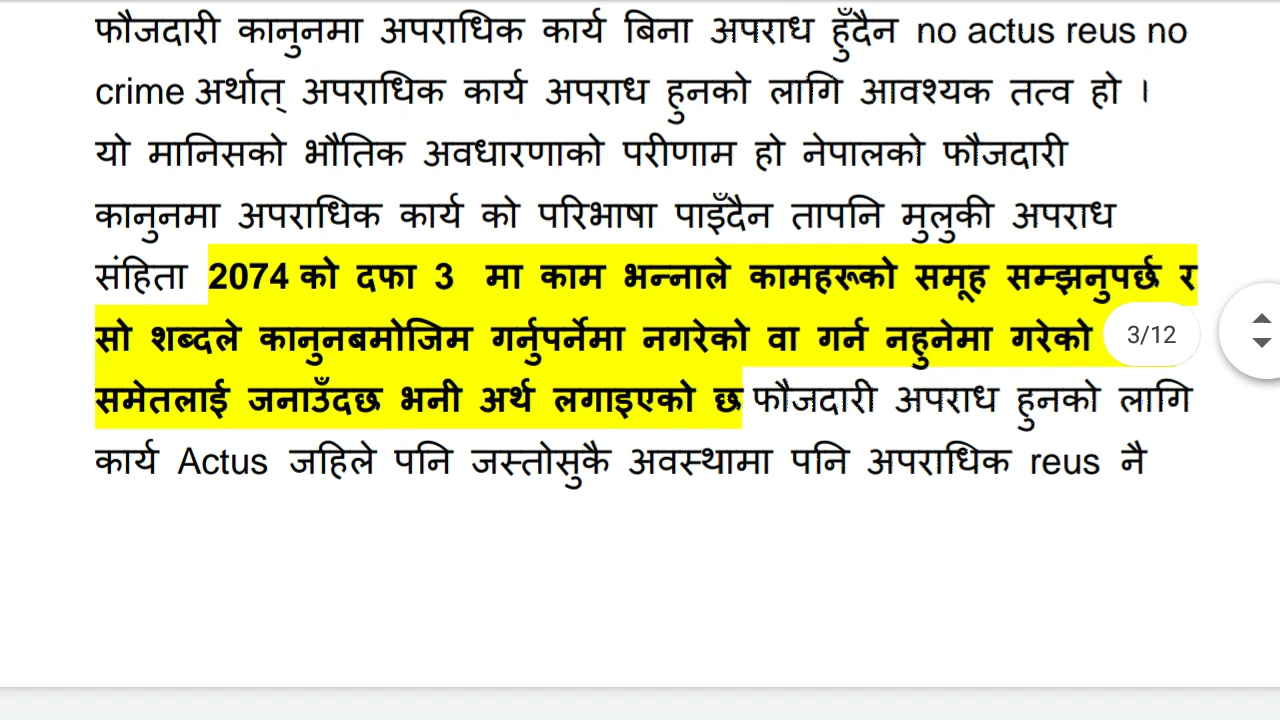 फौजदारी कानुनमा अपराधिक कार्य बिना अपराध हुँदैन no actus reus no
crime अर्थात् अपराधिक कार्य अपराध हुनको लागि आवश्यक तत्व हो ।
यो मानिसको भौतिक अवधारणाको परीणाम हो नेपालको फौजदारी
कानुनमा अपराधिक कार्य को परिभाषा पाइँदैन तापनि मुलुकी अपराध
संहिता 2074 को दफा 3 मा काम भन्नाले कामहरूको समूह सम्झनुपर्छ र
सो शब्दले कानुनबमोजिम गर्नुपर्नेमा नगरेको वा गर्न नहुनेमा गरेको
3/12
समेतलाई जनाउँदछ भनी अर्थ लगाइएको छ फौजदारी अपराध हुनको लागि
कार्य Actus जहिले पनि जस्तोसुकै अवस्थामा पनि अपराधिक reus नै